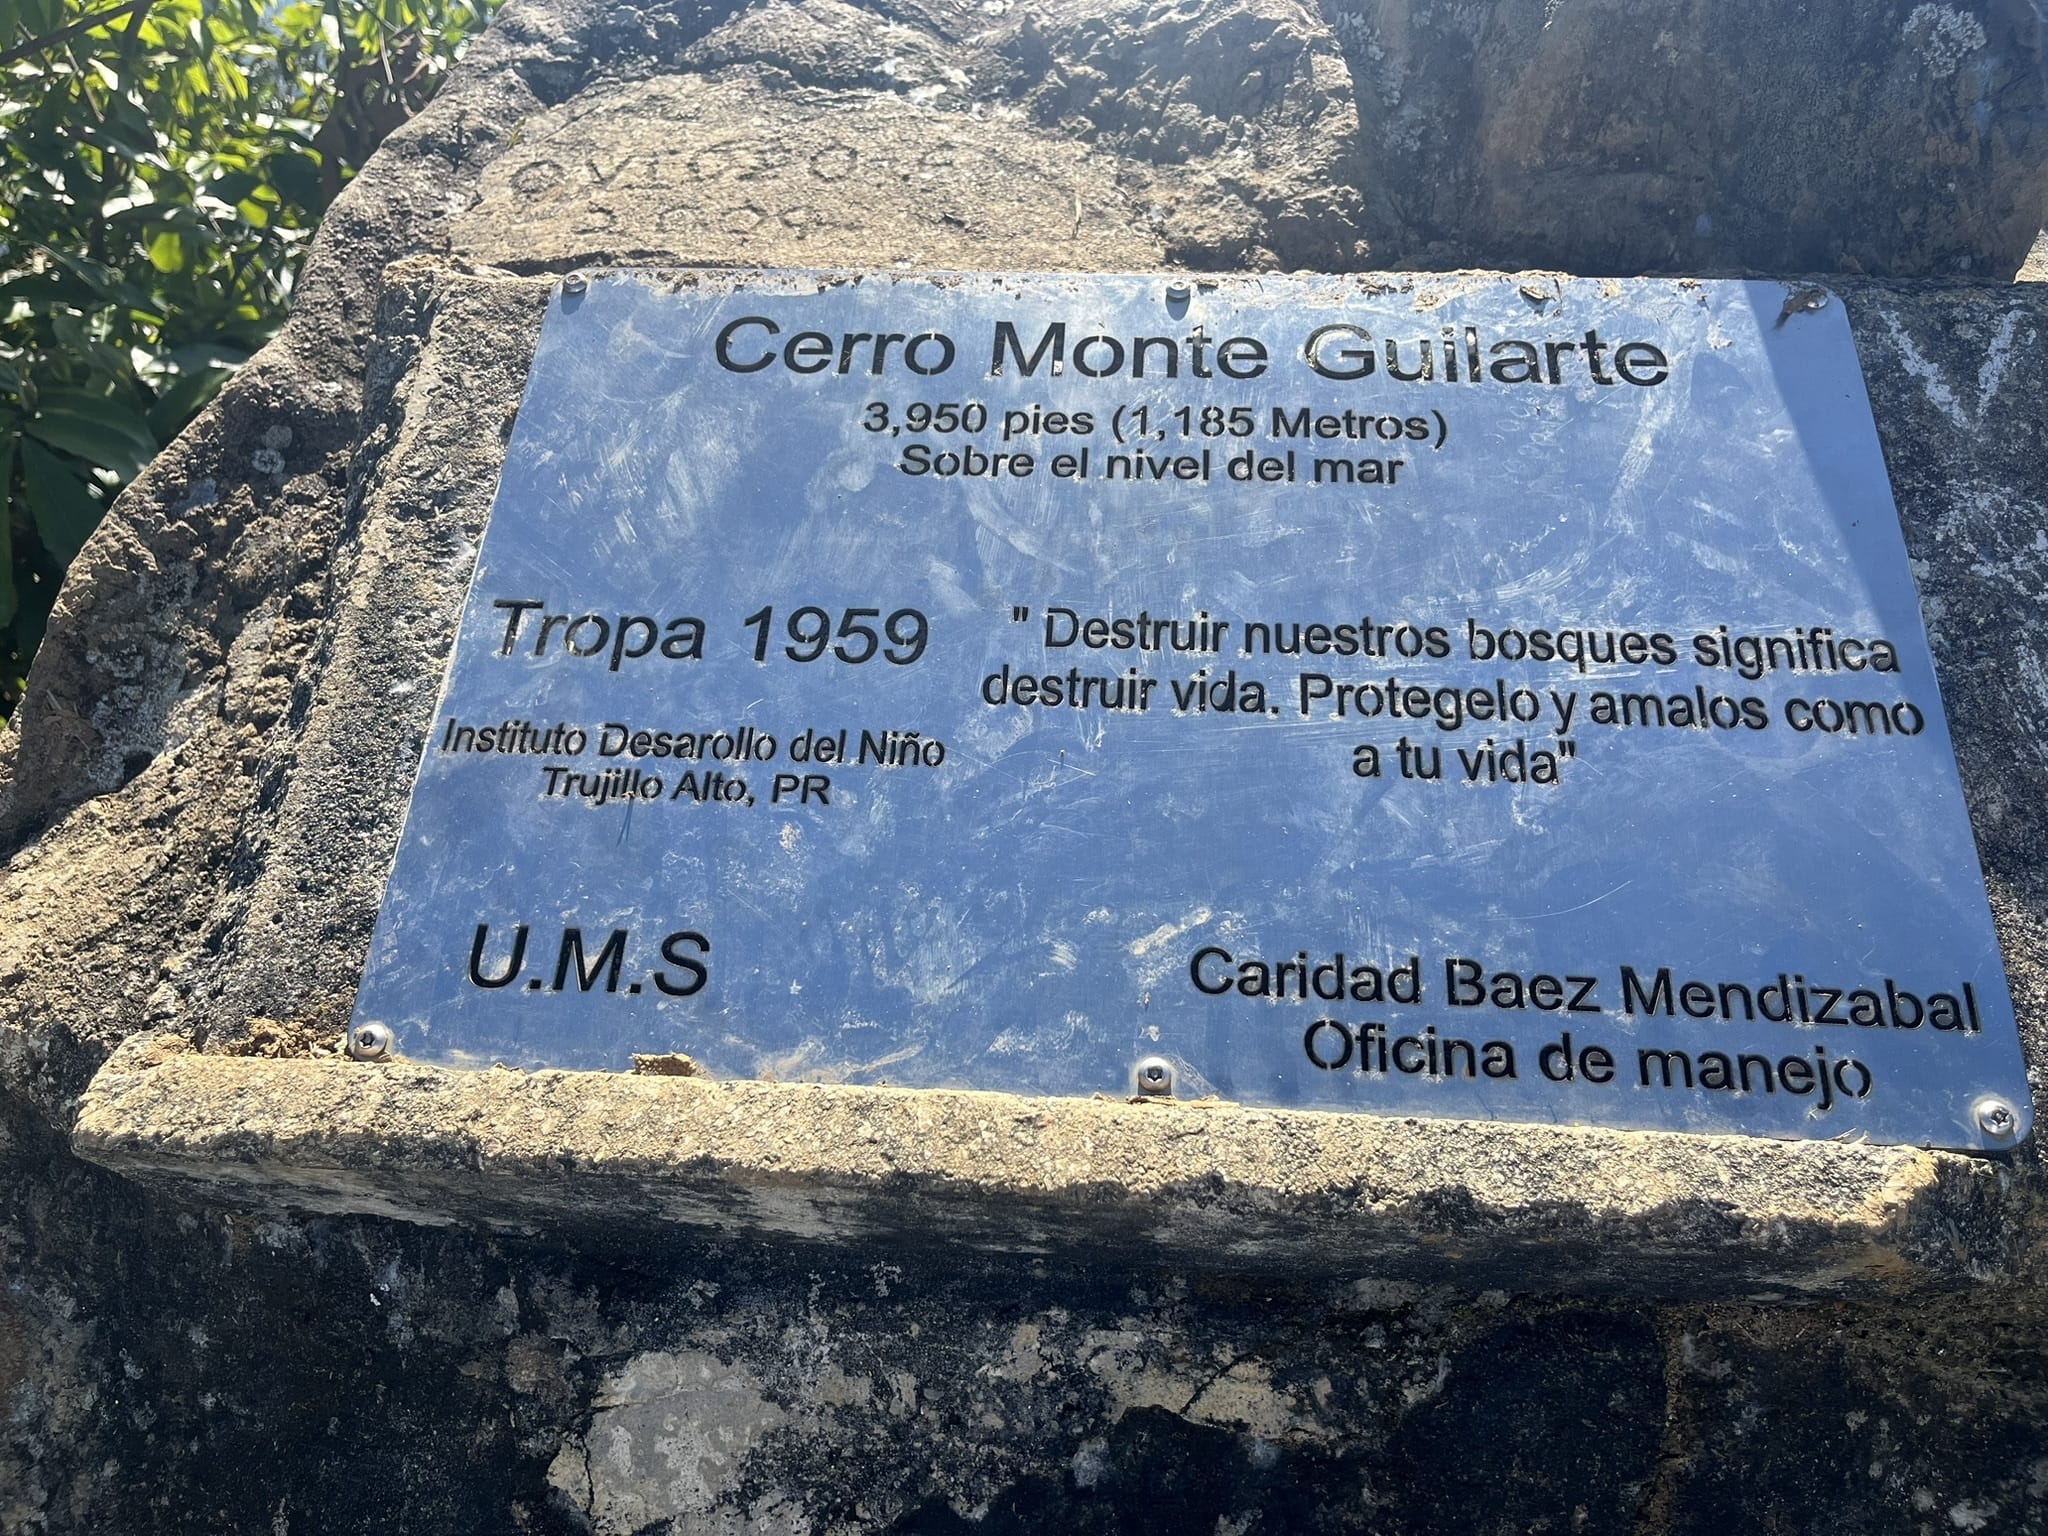 Cerro Monte Guilarte
3,950 pies (1,185 Metros)
Sobre el nivel del mar
Tropa 1959
Instituto Desarollo del Niño
Trujillo Alto, PR
" Destruir nuestros bosques significa
destruir vida. Protegelo y amalos como
a tu vida"
U.M.S
Caridad Baez Mendizabal
Oficina de manejo